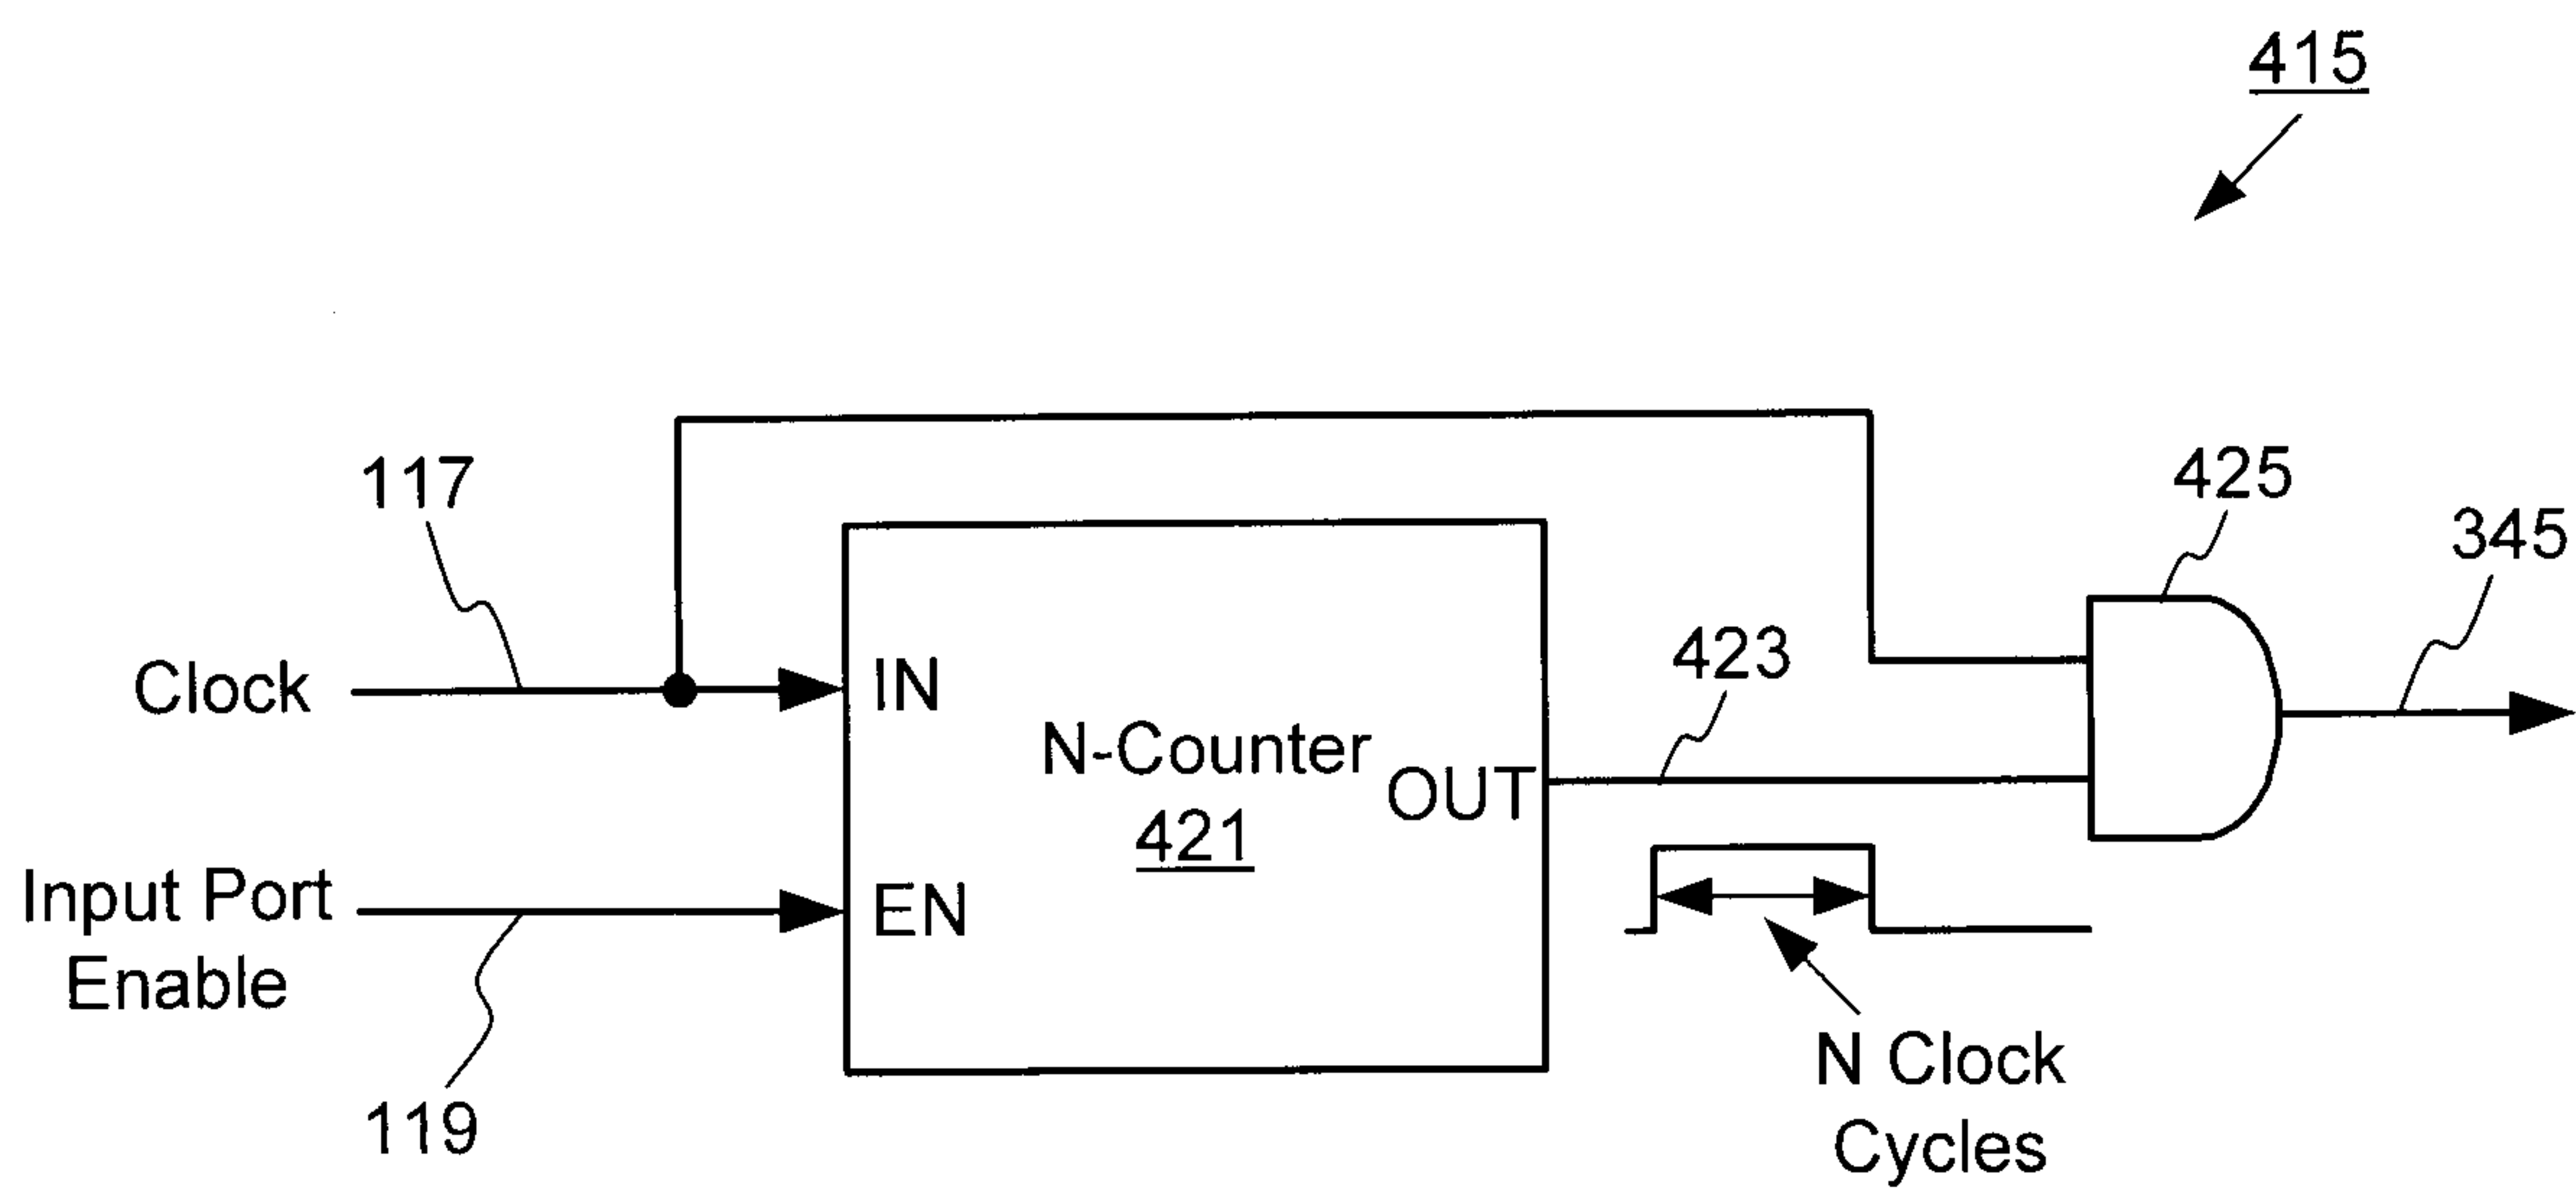 415
117
425
345
423
Clock
IN
N-Counter
421
OUT
Input Port
Enable
EN
119
N Clock
Cycles